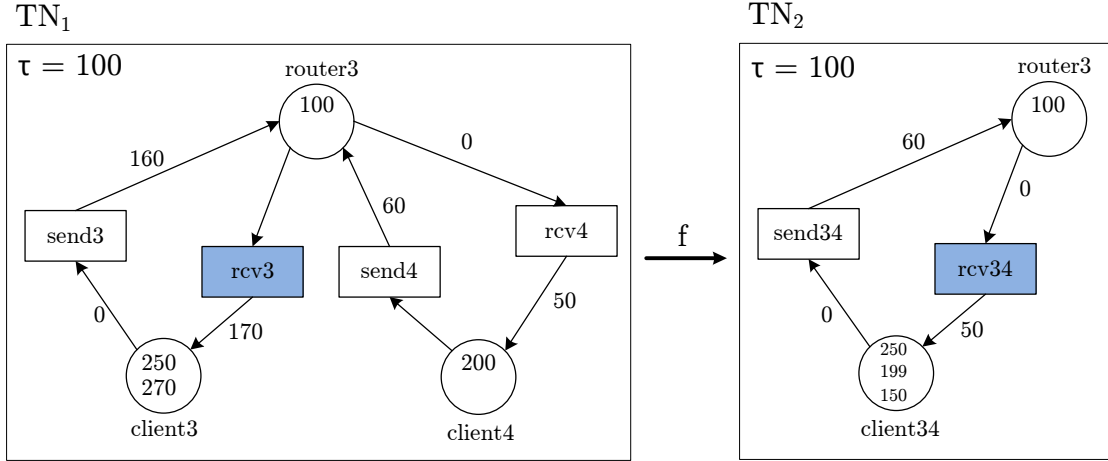 TN₁
τ = 100
router3
100
160
0
60
send3
rcv3
send4
rcv4
0
170
50
250
270
200
client3
client4
f
TN₂
τ = 100
router3
100
60
0
send34
rcv34
0
50
250
199
150
client34